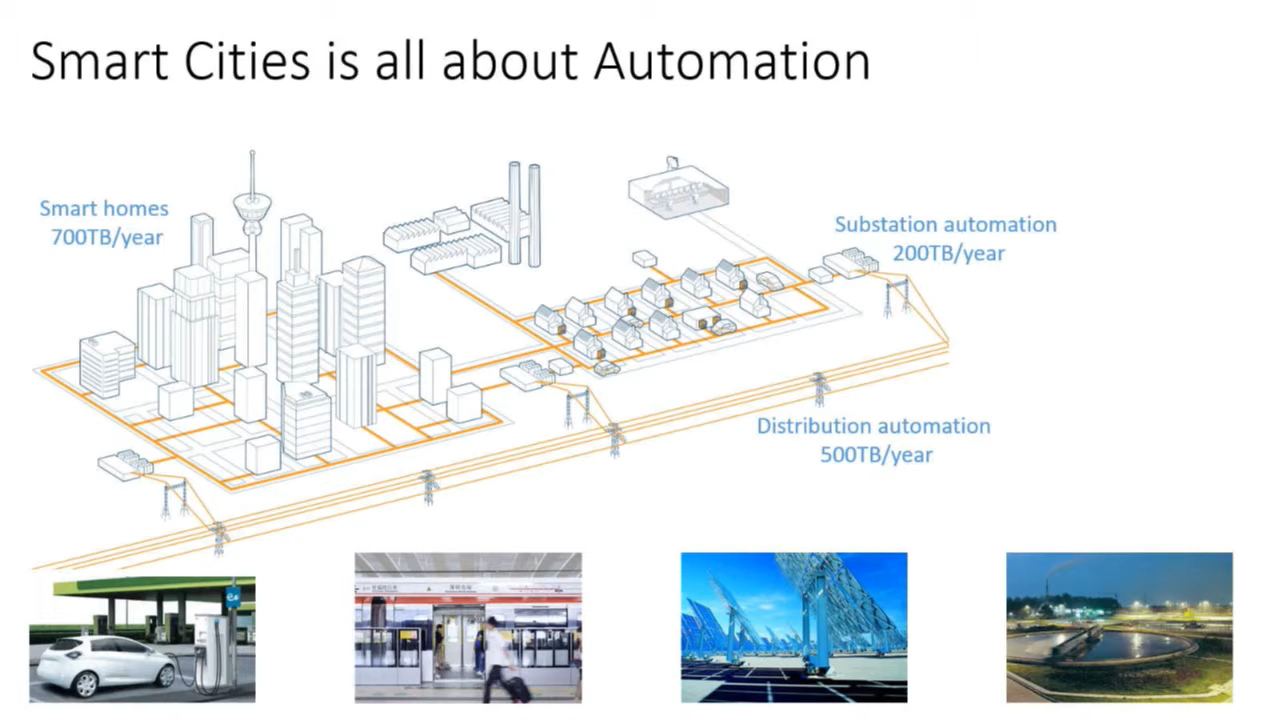 Smart Cities is all about Automation
Smart homes
700TB/year
Substation automation
200TB/year
Distribution automation
500TB/year